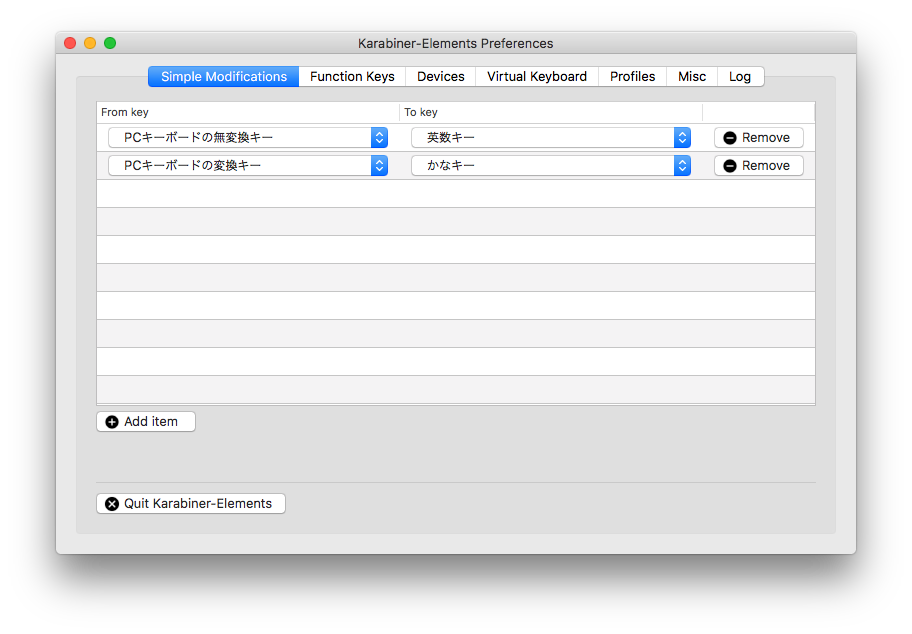 Karabiner-Elements Preferences
Simple Modifications Function Keys Devices Virtual Keyboard Profiles Misc Log
From key To key
PCキーボードの無変換キー 英数キー Remove
PCキーボードの変換キー かなキー Remove
Add item
Quit Karabiner-Elements